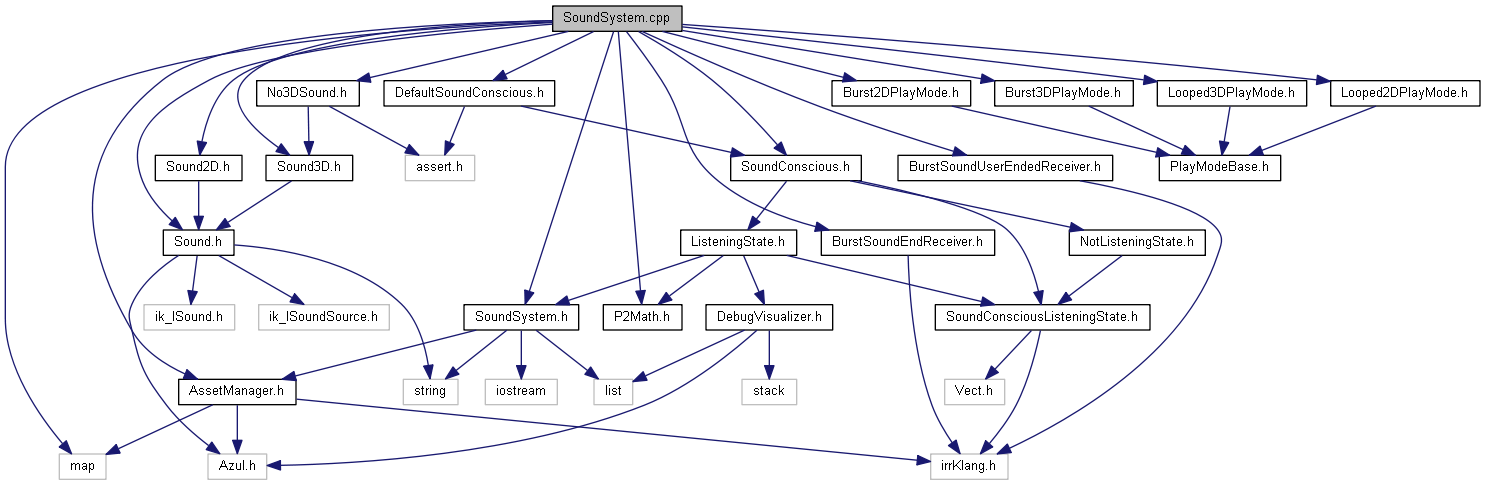 SoundSystem.cpp
No3DSound.h
DefaultSoundConscious.h
Burst2DPlayMode.h
Burst3DPlayMode.h
Looped3DPlayMode.h
Looped2DPlayMode.h
Sound2D.h
Sound3D.h
assert.h
SoundConscious.h
BurstSoundUserEndedReceiver.h
PlayModeBase.h
Sound.h
ListeningState.h
BurstSoundEndReceiver.h
NotListeningState.h
ik_ISound.h
ik_ISoundSource.h
SoundSystem.h
P2Math.h
DebugVisualizer.h
SoundConsciousListeningState.h
AssetManager.h
string
iostream
list
stack
Vect.h
map
Azul.h
irrKlang.h